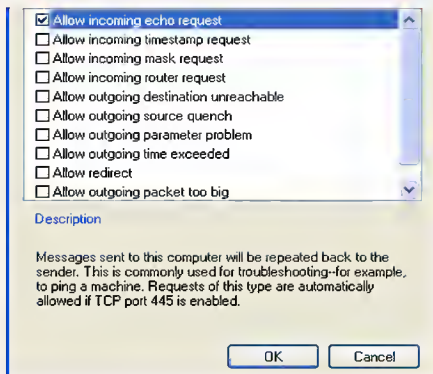 Allow incoming echo request
Allow incoming timestamp request
Allow incoming mask request
Allow incoming router request
Allow outgoing destination unreachable
Allow outgoing source quench
Allow outgoing parameter problem
Allow outgoing time exceeded
Allow redirect
Allow outgoing packet too big
Description
Messages sent to this computer will be repeated back to the
sender. This is commonly used for troubleshooting--for example,
to ping a machine. Requests of this type are automatically
allowed if TCP port 445 is enabled.
OK
Cancel